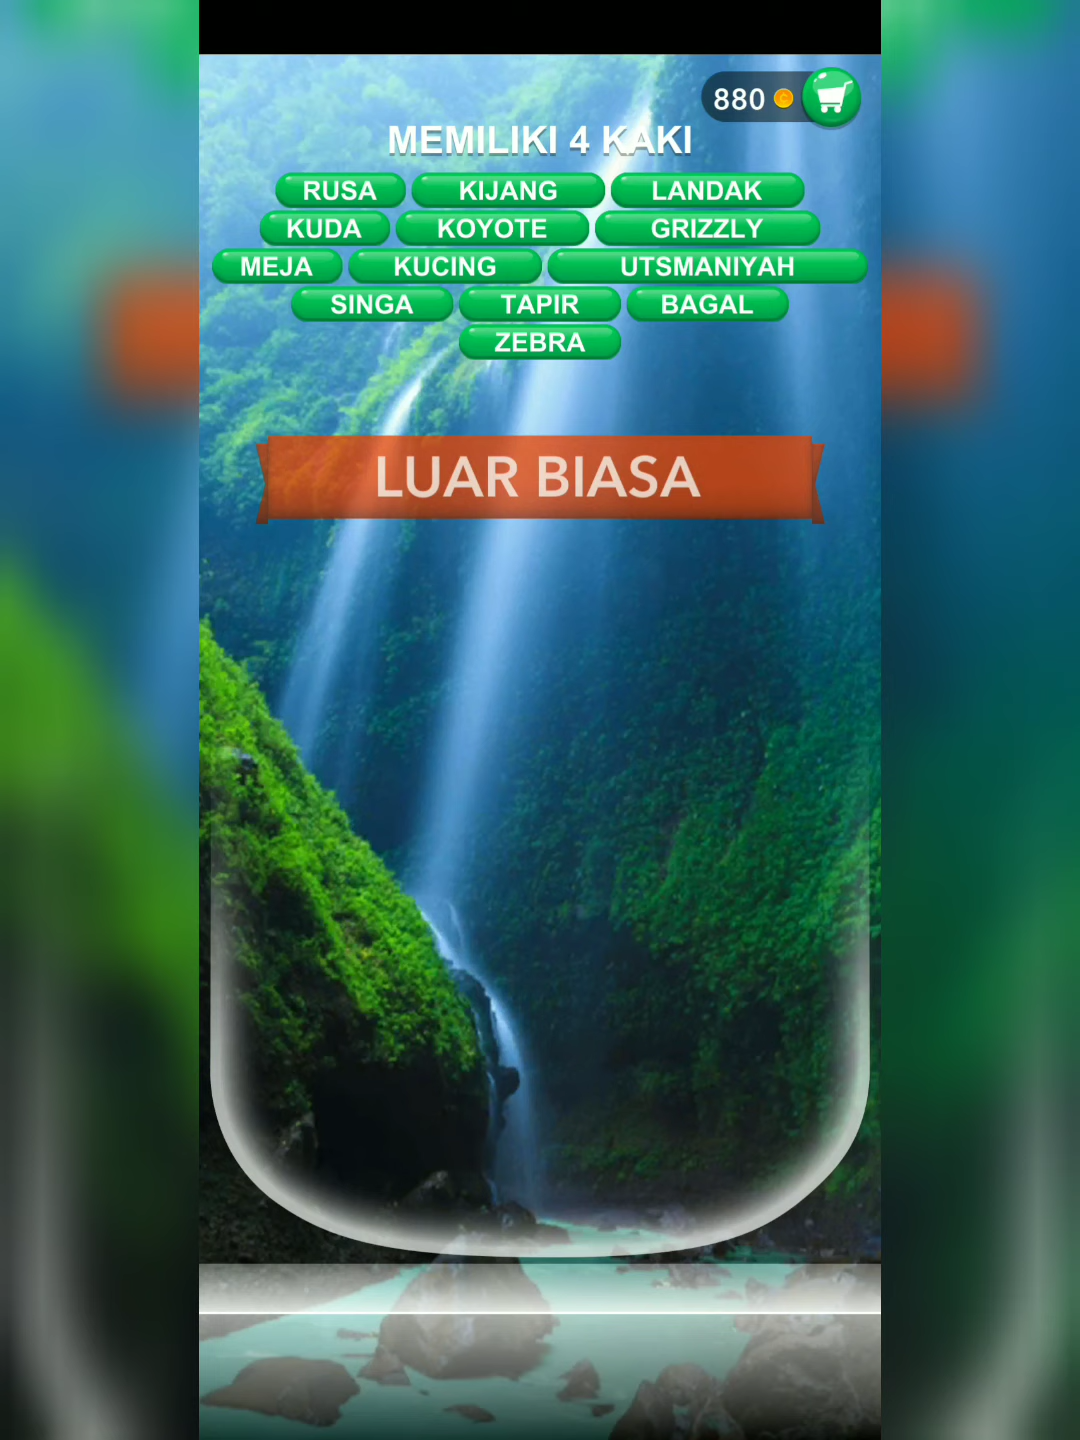 880
MEMILIKI 4 KAKI
RUSA KIJANG LANDAK
KUDA KOYOTE GRIZZLY
MEJA KUCING UTSMANIYAH
SINGA TAPIR BAGAL
ZEBRA
LUAR BIASA